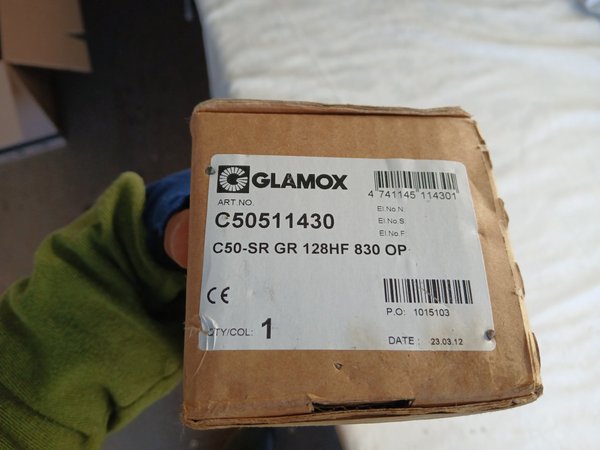 GLAMOX
4 741145 114301
ART.NO.
C50511430
El.No.N.
El.No.S.
El.No.F.
C50-SR GR 128HF 830 OP
CE
P.O: 1015103
QTY/COL: 1
DATE : 23.03.12